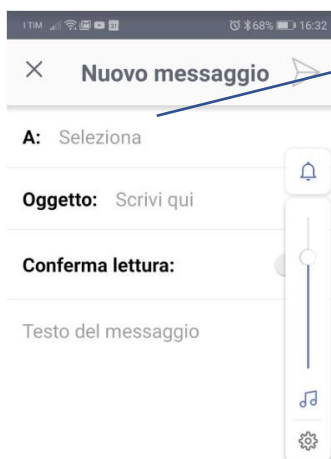 I TIM 68% 16:32
Nuovo messaggio
A: Seleziona
Oggetto: Scrivi qui
Conferma lettura:
Testo del messaggio